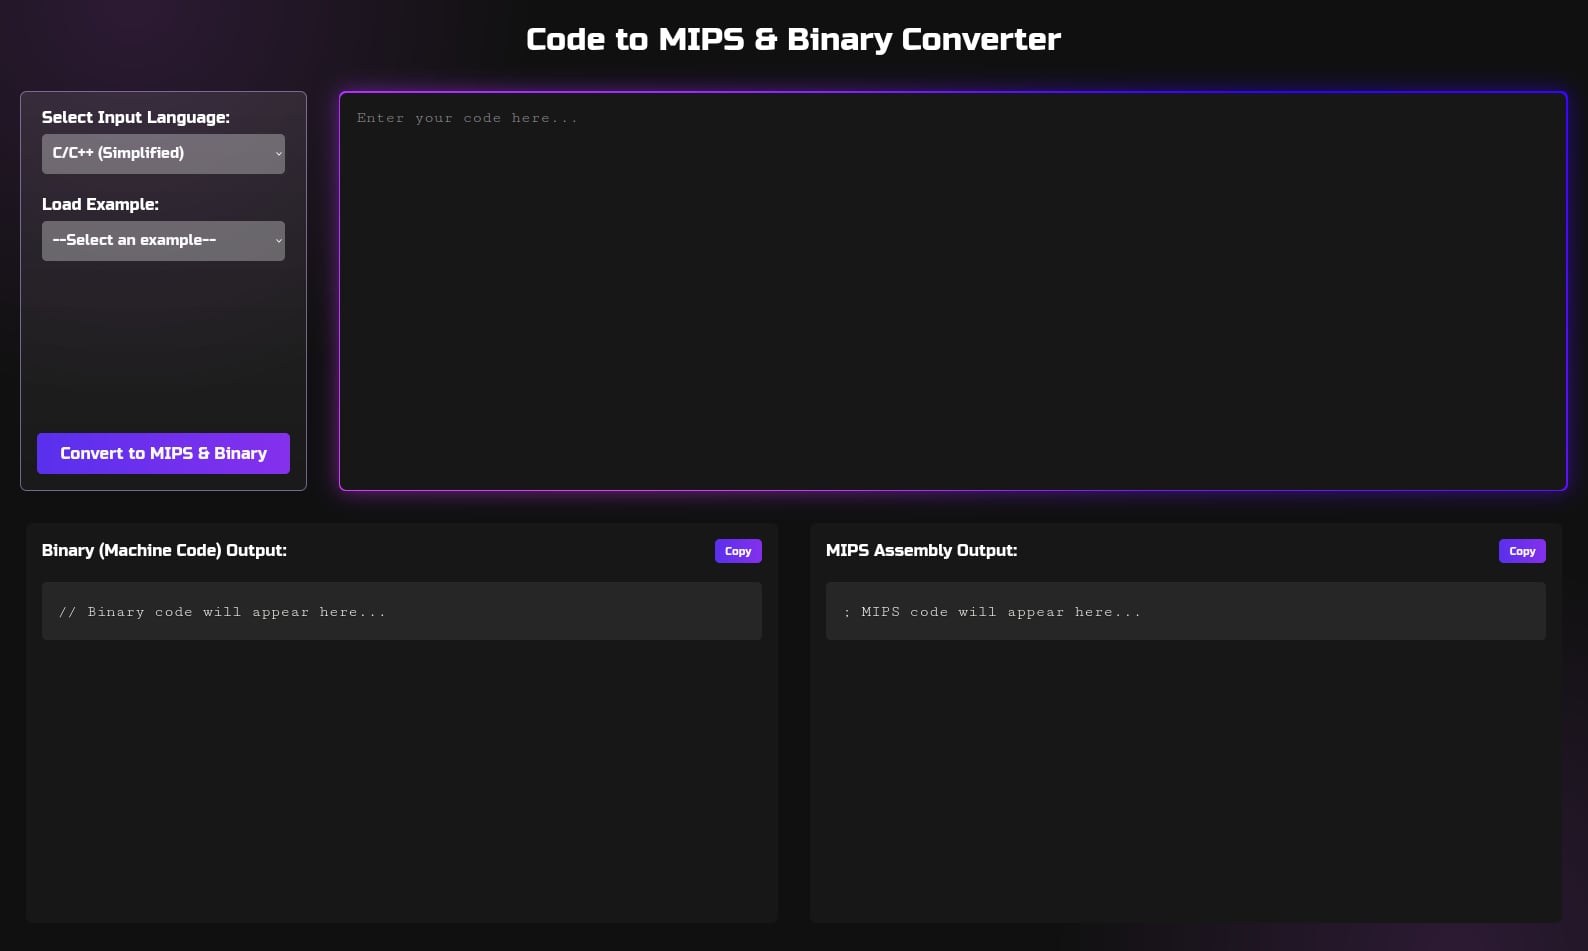 Code to MIPS & Binary Converter
Select Input Language:
C/C++ (Simplified)
Load Example:
--Select an example--
Convert to MIPS & Binary
Enter your code here...
Binary (Machine Code) Output:
Copy
// Binary code will appear here...
MIPS Assembly Output:
Copy
; MIPS code will appear here...